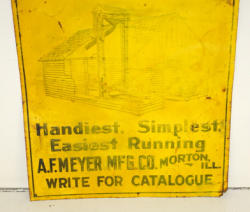 Handiest, Simplest,
Easiest Running
A.F. MEYER MFG. CO. MORTON, ILL.
WRITE FOR CATALOGUE